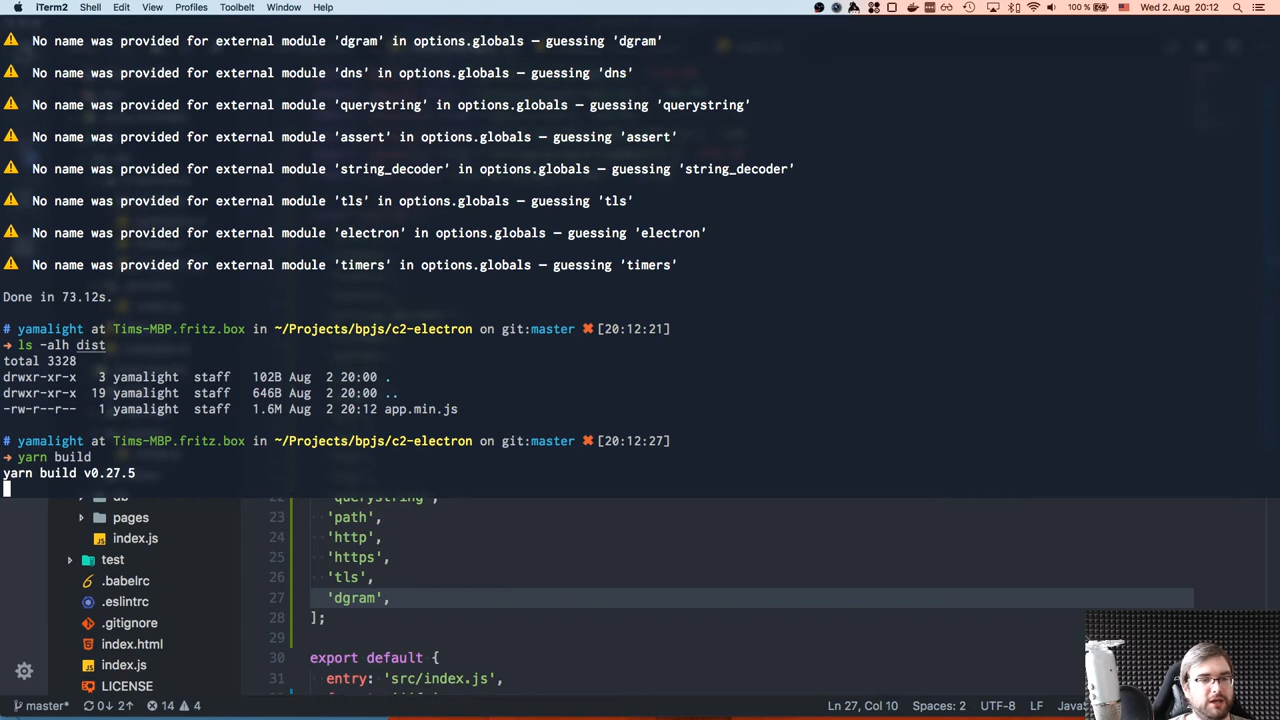 iTerm2 Shell Edit View Profiles Toolbelt Window Help 100 % Wed 2. Aug 20:12
No name was provided for external module 'dgram' in options.globals – guessing 'dgram'
No name was provided for external module 'dns' in options.globals – guessing 'dns'
No name was provided for external module 'querystring' in options.globals – guessing 'querystring'
No name was provided for external module 'assert' in options.globals – guessing 'assert'
No name was provided for external module 'string_decoder' in options.globals – guessing 'string_decoder'
No name was provided for external module 'tls' in options.globals – guessing 'tls'
No name was provided for external module 'electron' in options.globals – guessing 'electron'
No name was provided for external module 'timers' in options.globals – guessing 'timers'
Done in 73.12s.
# yamalight at Tims-MBP.fritz.box in ~/Projects/bpjs/c2-electron on git:master ✖ [20:12:21]
➜ ls -alh dist
total 3328
drwxr-xr-x 3 yamalight staff 102B Aug 2 20:00 .
drwxr-xr-x 19 yamalight staff 646B Aug 2 20:00 ..
-rw-r--r-- 1 yamalight staff 1.6M Aug 2 20:12 app.min.js
# yamalight at Tims-MBP.fritz.box in ~/Projects/bpjs/c2-electron on git:master ✖ [20:12:27]
➜ yarn build
yarn build v0.27.5
db
pages
index.js
test
.babelrc
.eslintrc
.gitignore
index.html
index.js
LICENSE
22 'querystring',
23 'path',
24 'http',
25 'https',
26 'tls',
27 'dgram',
28 ];
29
30 export default {
31 entry: 'src/index.js',
master* 0↓ 2↑ 14 4 Ln 27, Col 10 Spaces: 2 UTF-8 LF